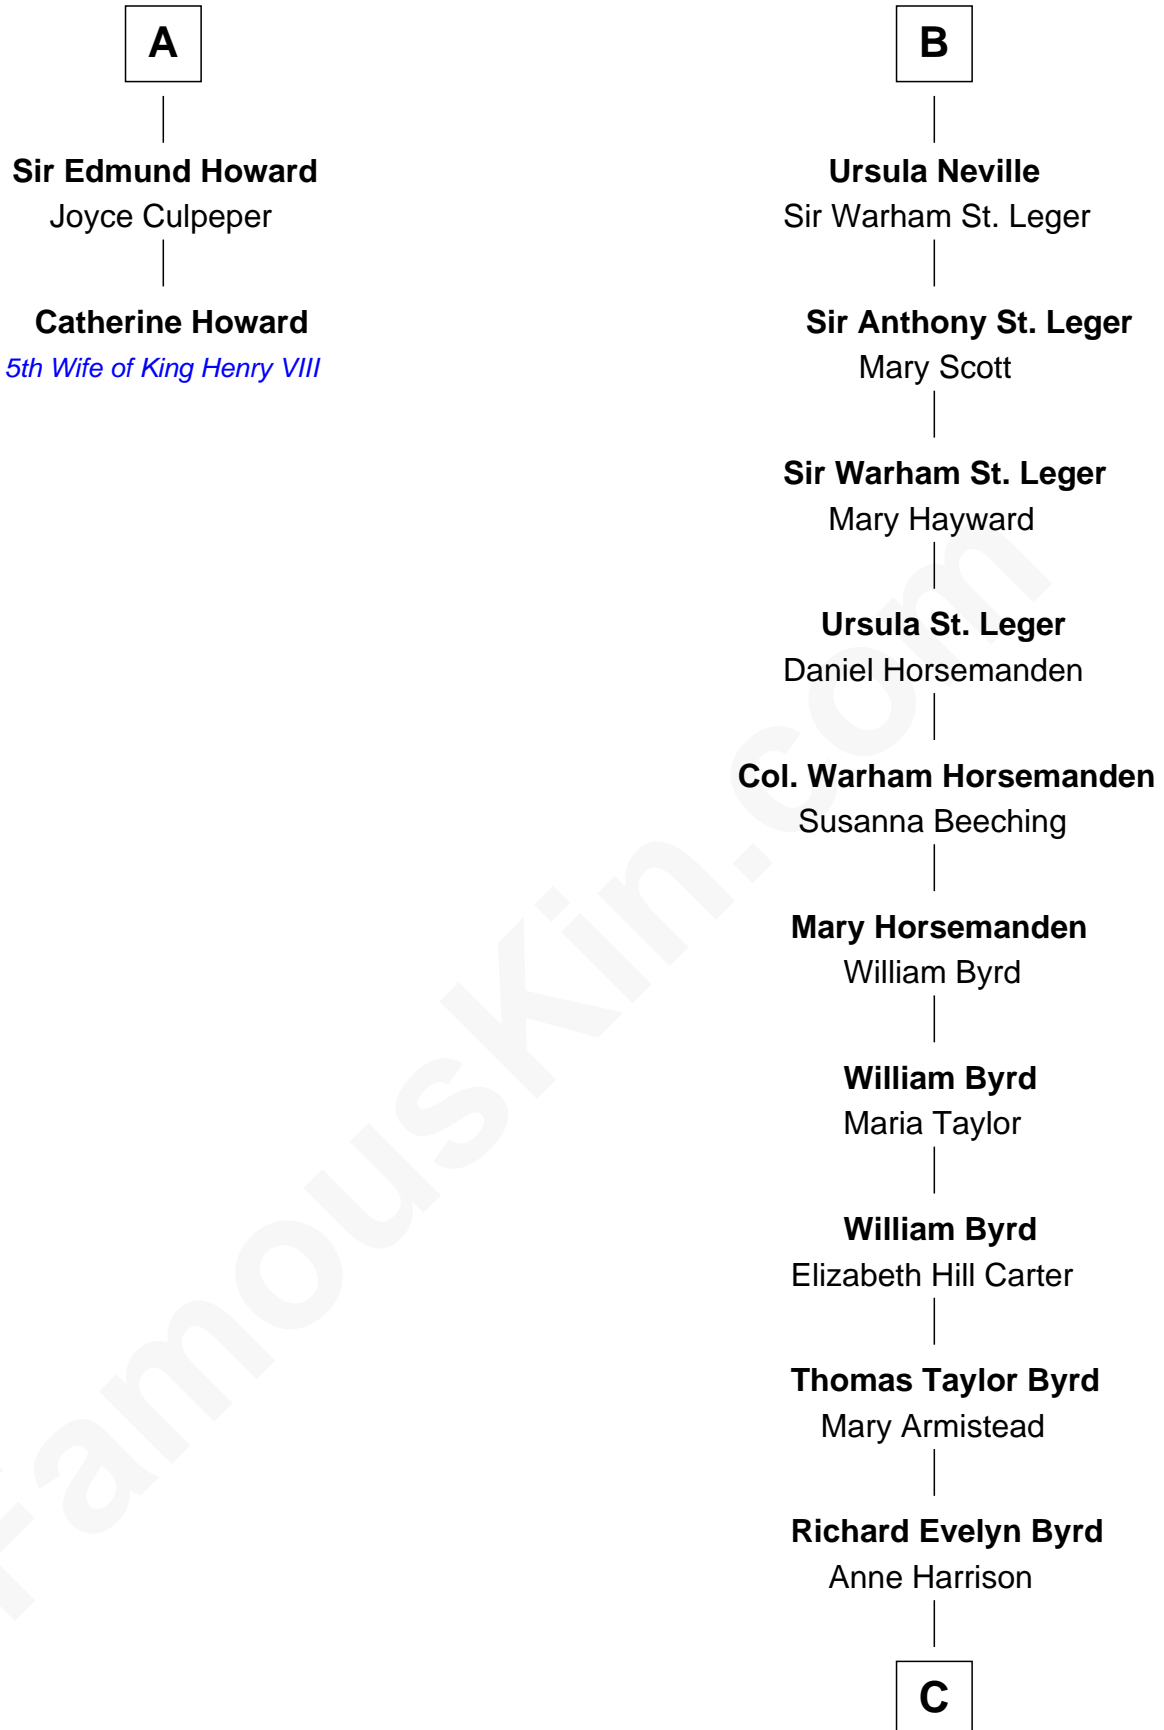 A
Sir Edmund Howard
Joyce Culpeper
Catherine Howard
5th Wife of King Henry VIII
B
Ursula Neville
Sir Warham St. Leger
Sir Anthony St. Leger
Mary Scott
Sir Warham St. Leger
Mary Hayward
Ursula St. Leger
Daniel Horsemanden
Col. Warham Horsemanden
Susanna Beeching
Mary Horsemanden
William Byrd
William Byrd
Maria Taylor
William Byrd
Elizabeth Hill Carter
Thomas Taylor Byrd
Mary Armistead
Richard Evelyn Byrd
Anne Harrison
C
FamousKin.com